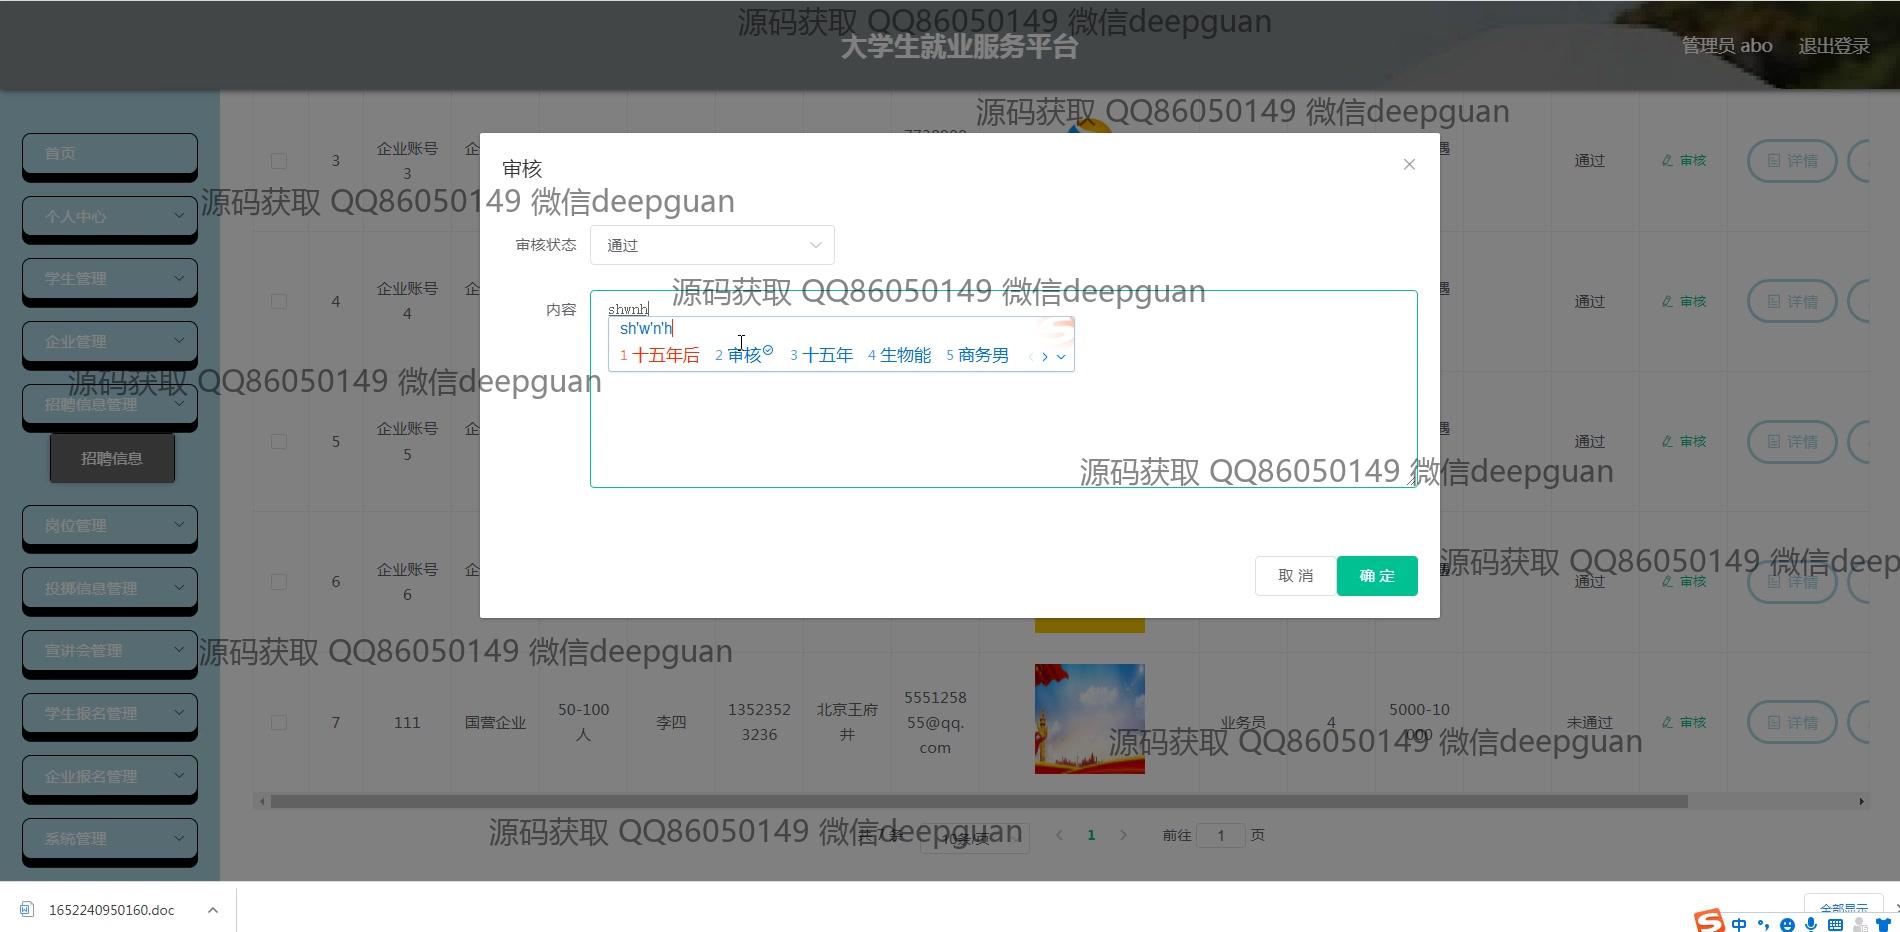 源码获取 QQ86050149 微信deepguan
大学生就业服务平台
管理员 abo
退出登录
源码获取 QQ86050149 微信deepguan
首页
个人中心
学生管理
企业管理
招聘信息管理
招聘信息
岗位管理
投掷信息管理
宣讲会管理
学生报名管理
企业报名管理
系统管理
3
企业账号
3
通过
审核
详情
源码获取 QQ86050149 微信deepguan
审核
审核状态
通过
源码获取 QQ86050149 微信deepguan
内容
shwnh
sh'w'n'h
1 十五年后 2 审核 3 十五年 4 生物能 5 商务男
4
企业账号
4
通过
审核
详情
源码获取 QQ86050149 微信deepguan
5
企业账号
5
通过
审核
详情
源码获取 QQ86050149 微信deepguan
取 消
确 定
6
企业账号
6
通过
审核
详情
源码获取 QQ86050149 微信deep
源码获取 QQ86050149 微信deepguan
7
111
国营企业
50-100
人
李四
1352352
3236
北京王府
井
5551258
55@qq.
com
业务员
4
5000-10
000
未通过
审核
详情
源码获取 QQ86050149 微信deepguan
源码获取 QQ86050149 微信deepguan
共 7 条
10条/页
1
前往 1 页
1652240950160.doc
全部显示
中